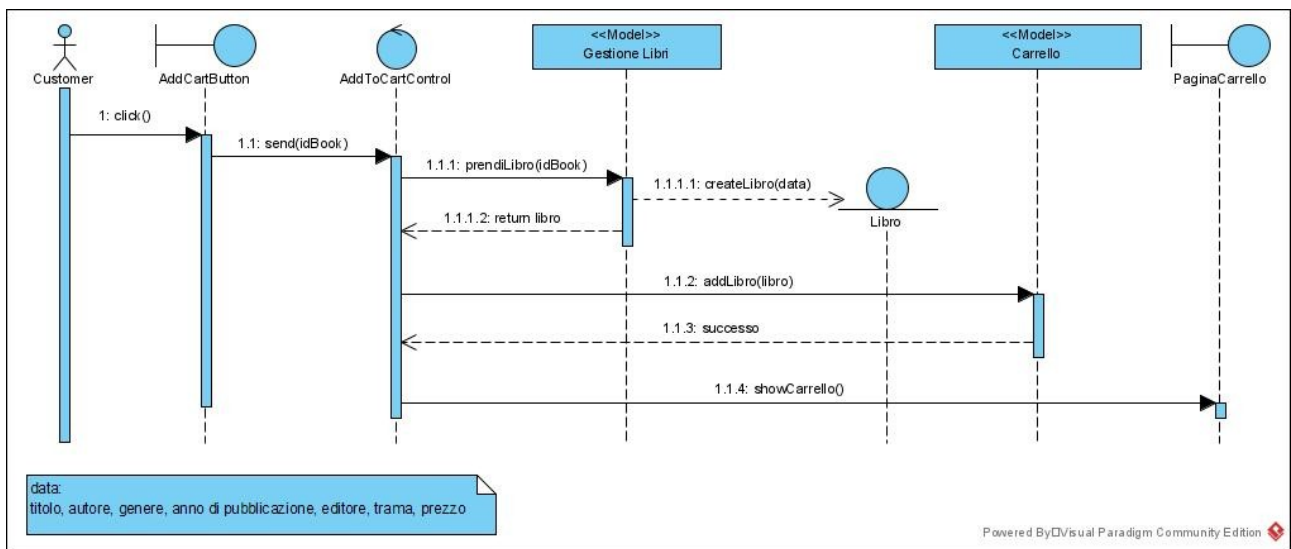 <<Model>>
Gestione Libri
<<Model>>
Carrello
Customer
AddCartButton
AddToCartControl
PaginaCarrello
1: click()
1.1: send(idBook)
1.1.1: prendiLibro(idBook)
1.1.1.1: createLibro(data)
1.1.1.2: return libro
Libro
1.1.2: addLibro(libro)
1.1.3: successo
1.1.4: showCarrello()
data:
titolo, autore, genere, anno di pubblicazione, editore, trama, prezzo
Powered By□Visual Paradigm Community Edition